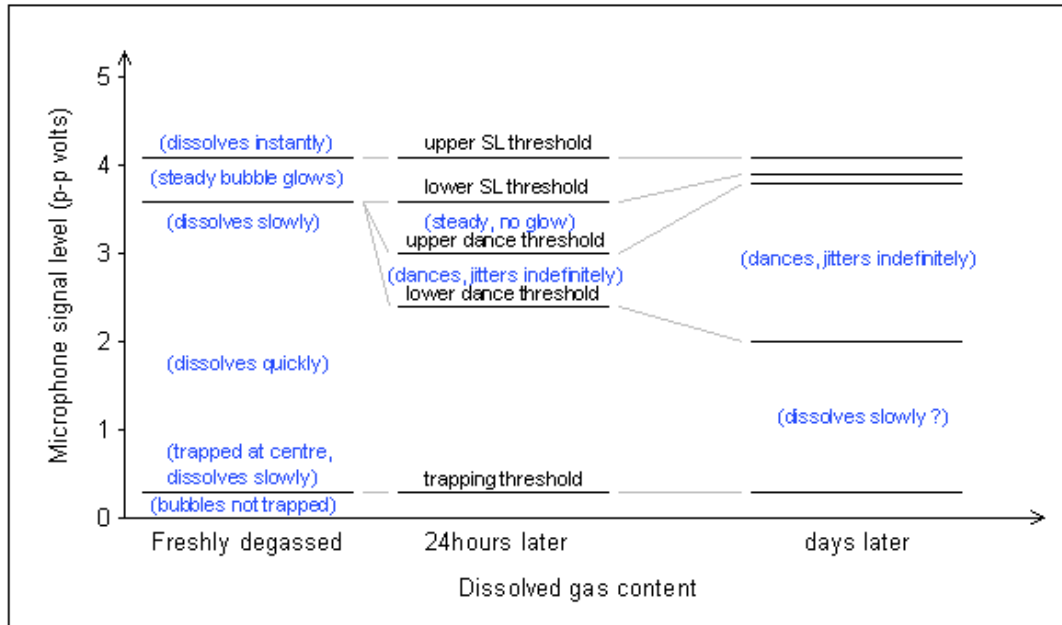 5
(dissolves instantly)
upper SL threshold
4
(steady bubble glows)
lower SL threshold
(dissolves slowly)
(steady, no glow)
upper dance threshold
3
(dances, jitters indefinitely)
(dances, jitters indefinitely)
lower dance threshold
2
(dissolves quickly)
(dissolves slowly ?)
1
(trapped at centre,
dissolves slowly)
trapping threshold
(bubbles not trapped)
0
Microphone signal level (p-p volts)
Freshly degassed
24hours later
days later
Dissolved gas content